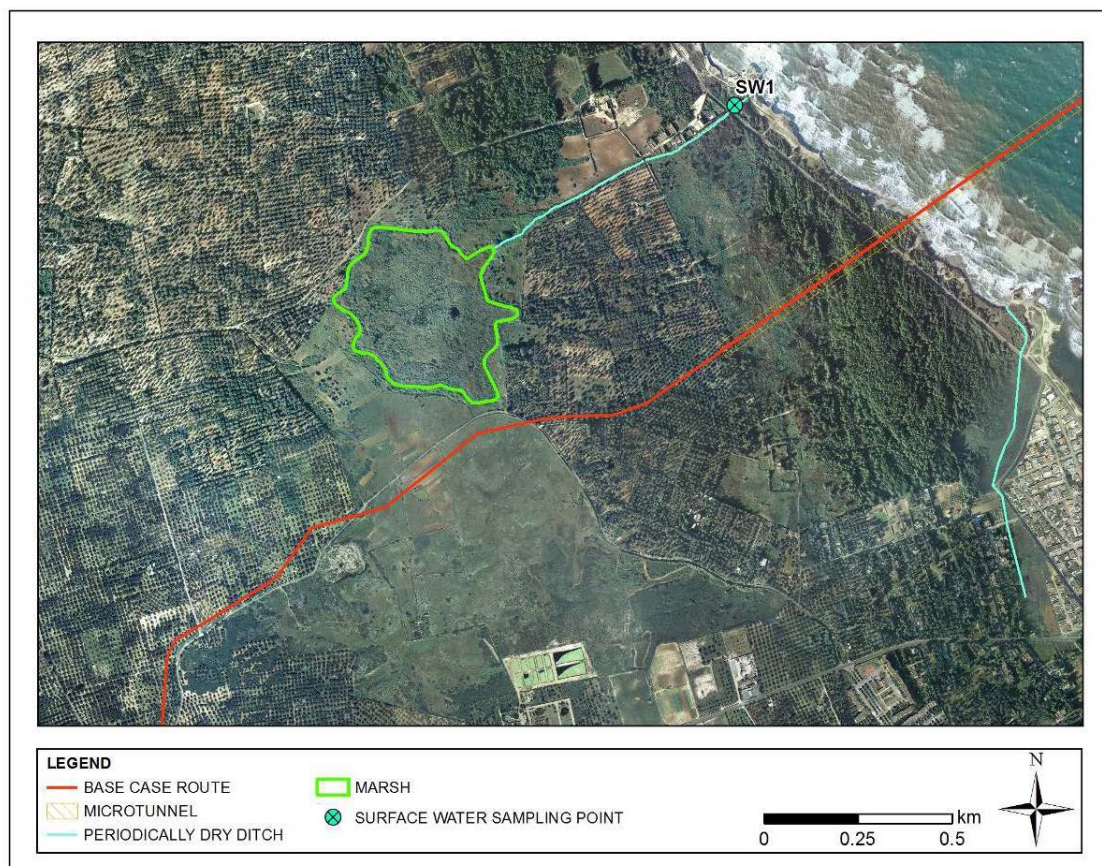 SW1
LEGEND
BASE CASE ROUTE
MICROTUNNEL
PERIODICALLY DRY DITCH
MARSH
SURFACE WATER SAMPLING POINT
0 0.25 0.5 km
N